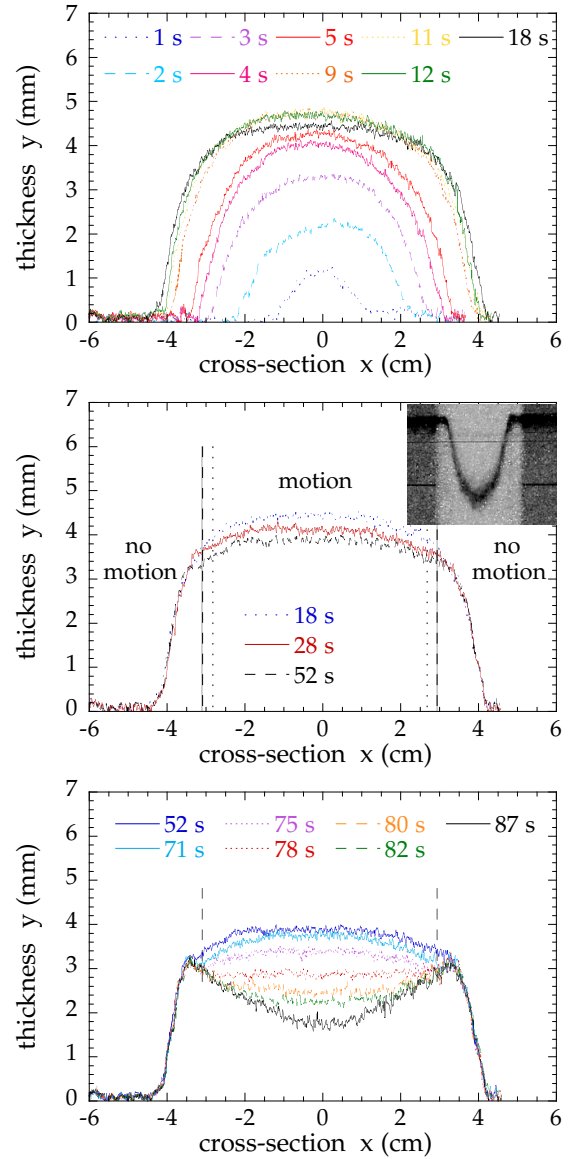 7
6
5
4
3
2
1
0
thickness y (mm)
1 s 3 s 5 s 11 s 18 s
2 s 4 s 9 s 12 s
-6 -4 -2 0 2 4 6
cross-section x (cm)
7
6
5
4
3
2
1
0
thickness y (mm)
motion
no motion
no motion
18 s
28 s
52 s
-6 -4 -2 0 2 4 6
cross-section x (cm)
7
6
5
4
3
2
1
0
thickness y (mm)
52 s 75 s 80 s 87 s
71 s 78 s 82 s
-6 -4 -2 0 2 4 6
cross-section x (cm)